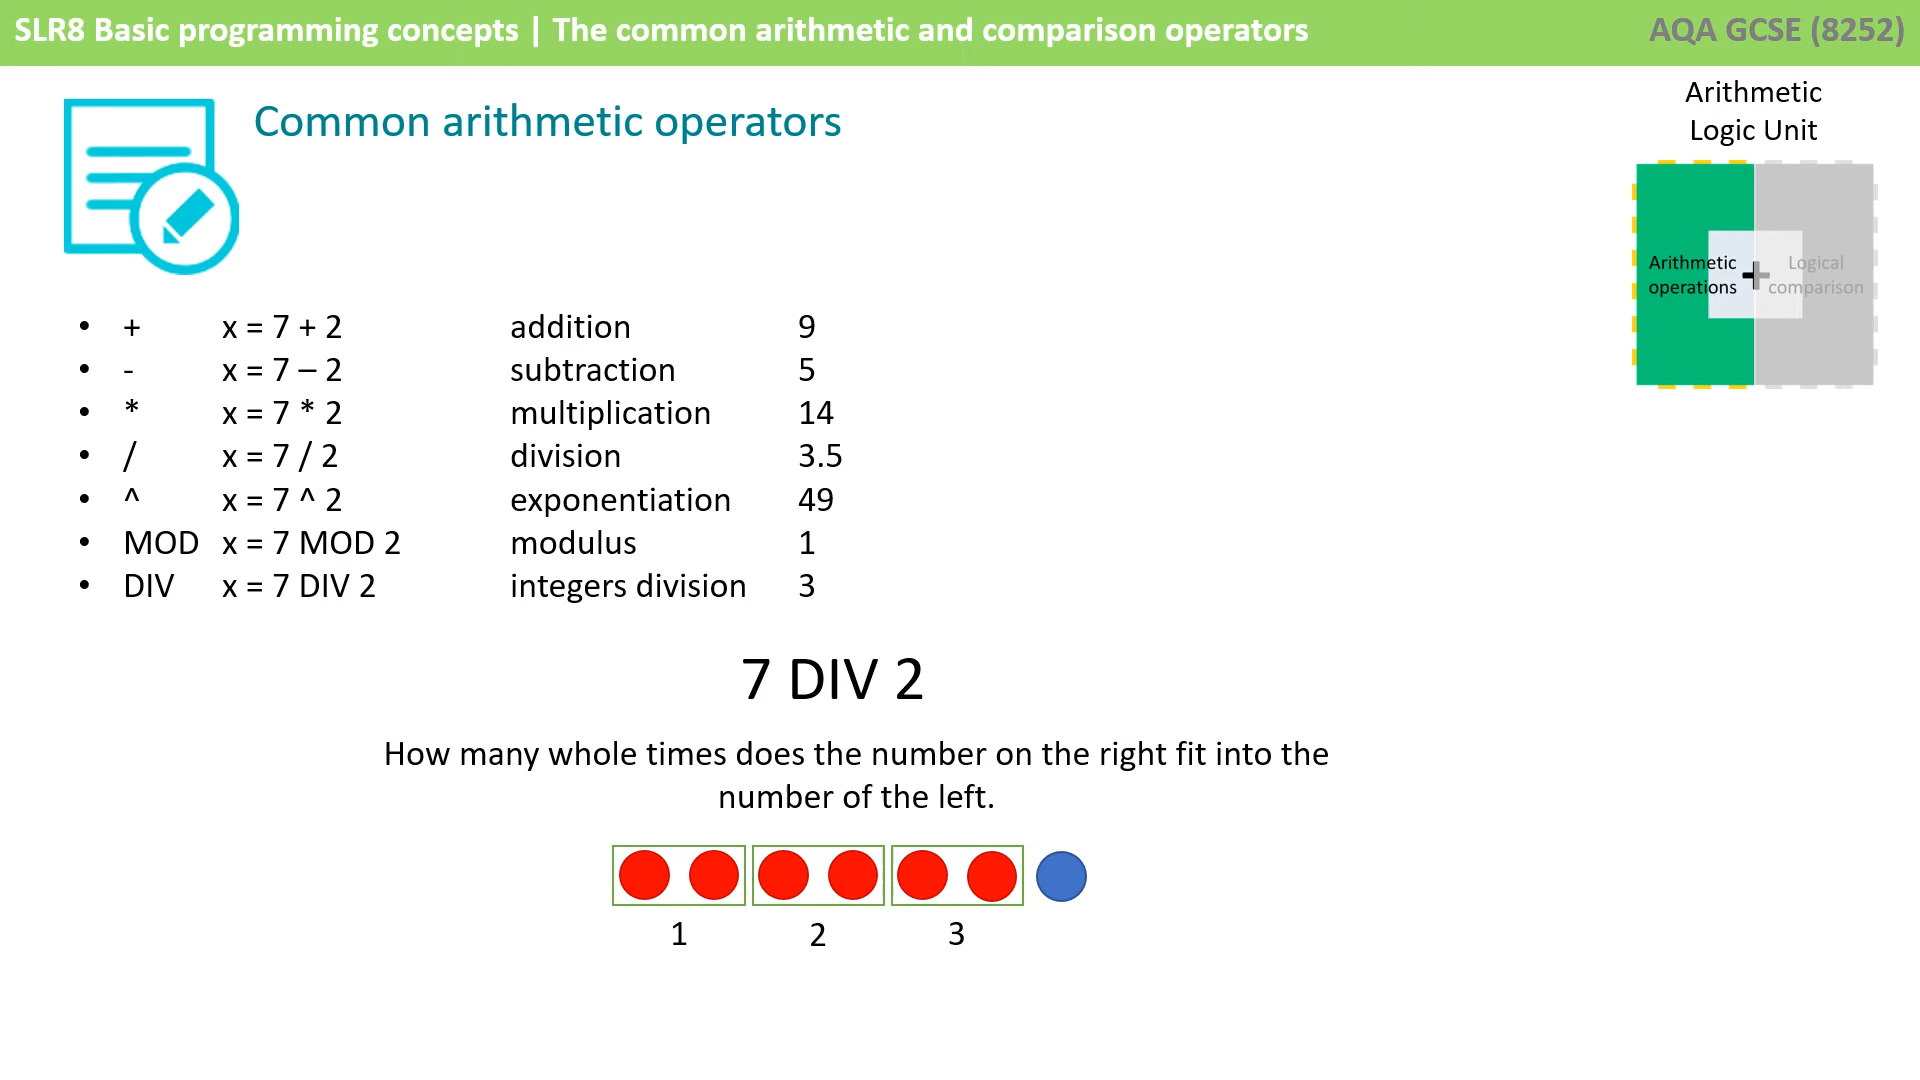 SLR8 Basic programming concepts | The common arithmetic and comparison operators
AQA GCSE (8252)
Common arithmetic operators
Arithmetic
Logic Unit
Arithmetic
operations
+
Logical
comparison
• + x = 7 + 2 addition 9
• - x = 7 – 2 subtraction 5
• * x = 7 * 2 multiplication 14
• / x = 7 / 2 division 3.5
• ^ x = 7 ^ 2 exponentiation 49
• MOD x = 7 MOD 2 modulus 1
• DIV x = 7 DIV 2 integers division 3
7 DIV 2
How many whole times does the number on the right fit into the
number of the left.
1 2 3